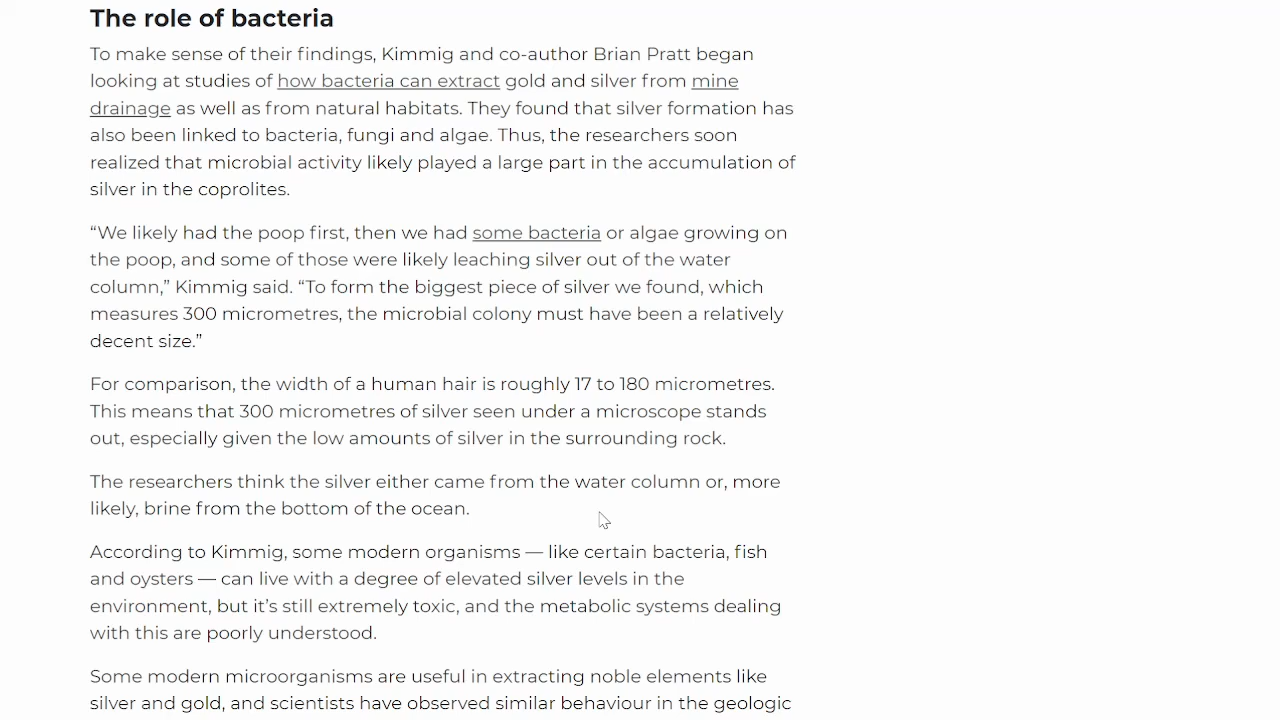 The role of bacteria
To make sense of their findings, Kimmig and co-author Brian Pratt began
looking at studies of how bacteria can extract gold and silver from mine
drainage as well as from natural habitats. They found that silver formation has
also been linked to bacteria, fungi and algae. Thus, the researchers soon
realized that microbial activity likely played a large part in the accumulation of
silver in the coprolites.
“We likely had the poop first, then we had some bacteria or algae growing on
the poop, and some of those were likely leaching silver out of the water
column,” Kimmig said. “To form the biggest piece of silver we found, which
measures 300 micrometres, the microbial colony must have been a relatively
decent size.”
For comparison, the width of a human hair is roughly 17 to 180 micrometres.
This means that 300 micrometres of silver seen under a microscope stands
out, especially given the low amounts of silver in the surrounding rock.
The researchers think the silver either came from the water column or, more
likely, brine from the bottom of the ocean.
According to Kimmig, some modern organisms — like certain bacteria, fish
and oysters — can live with a degree of elevated silver levels in the
environment, but it’s still extremely toxic, and the metabolic systems dealing
with this are poorly understood.
Some modern microorganisms are useful in extracting noble elements like
silver and gold, and scientists have observed similar behaviour in the geologic